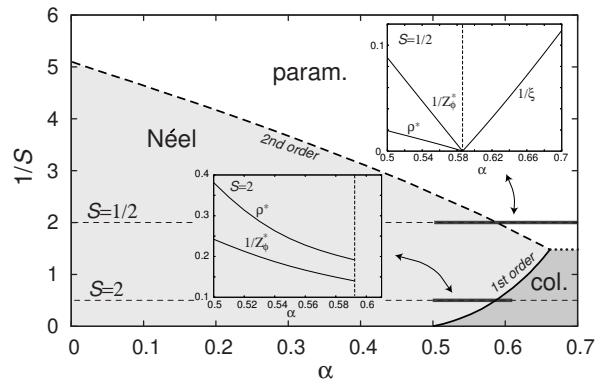 6
5
4
3
2
1
0
1/S
0
0.1
0.2
0.3
0.4
0.5
0.6
0.7
α
param.
Néel
2nd order
1st order
col.
S=1/2
S=2
S=1/2
0.1
0
1/Z*ϕ
ρ*
1/ξ
0.5
0.54
0.58
0.62
0.66
0.7
α
S=2
0.4
0.3
0.2
0.1
ρ*
1/Z*ϕ
0.5
0.52
0.54
0.56
0.58
0.6
α